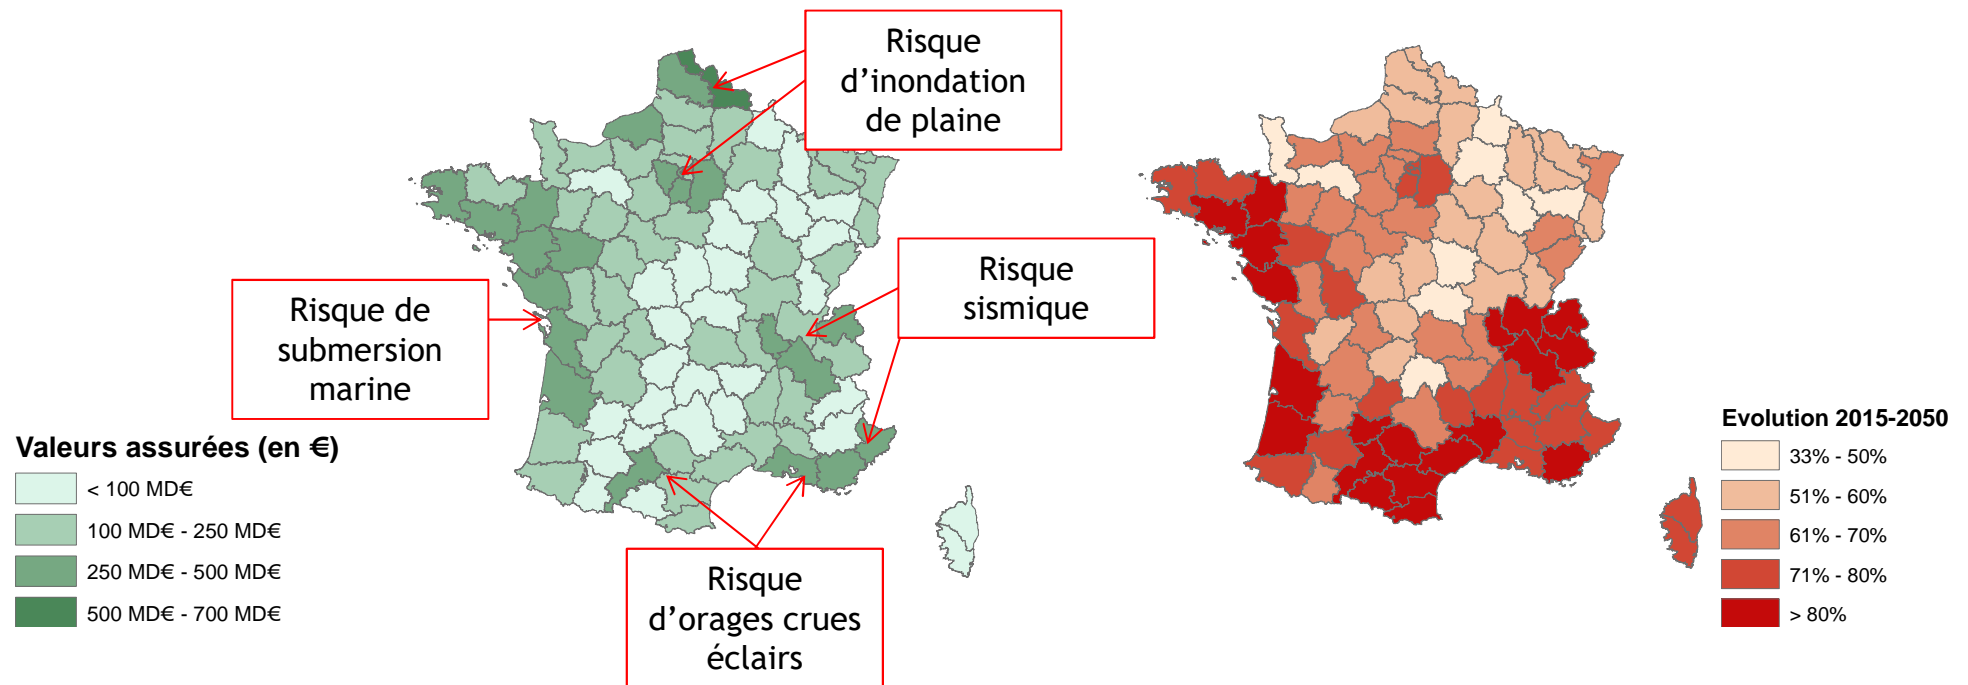 Risque
d’inondation
de plaine
Risque
sismique
Risque de
submersion
marine
Risque
d’orages crues
éclairs
Valeurs assurées (en €)
< 100 MD€
100 MD€ - 250 MD€
250 MD€ - 500 MD€
500 MD€ - 700 MD€
Evolution 2015-2050
33% - 50%
51% - 60%
61% - 70%
71% - 80%
> 80%